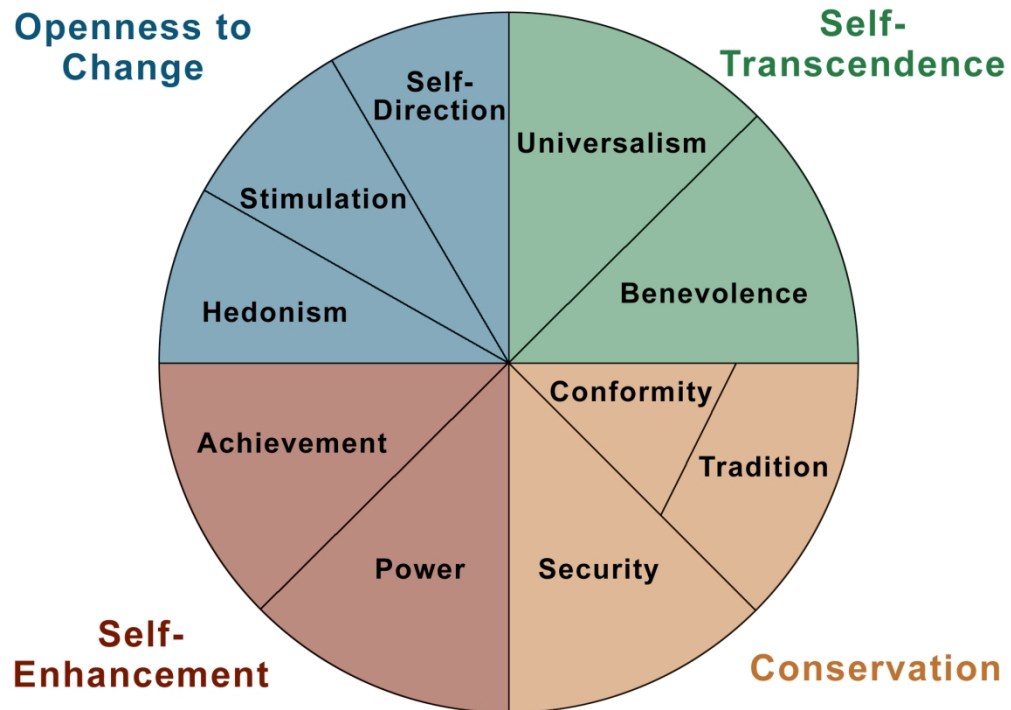 Openness to
Change
Self-
Transcendence
Self-
Direction
Universalism
Stimulation
Benevolence
Hedonism
Conformity
Achievement
Tradition
Power
Security
Self-
Enhancement
Conservation